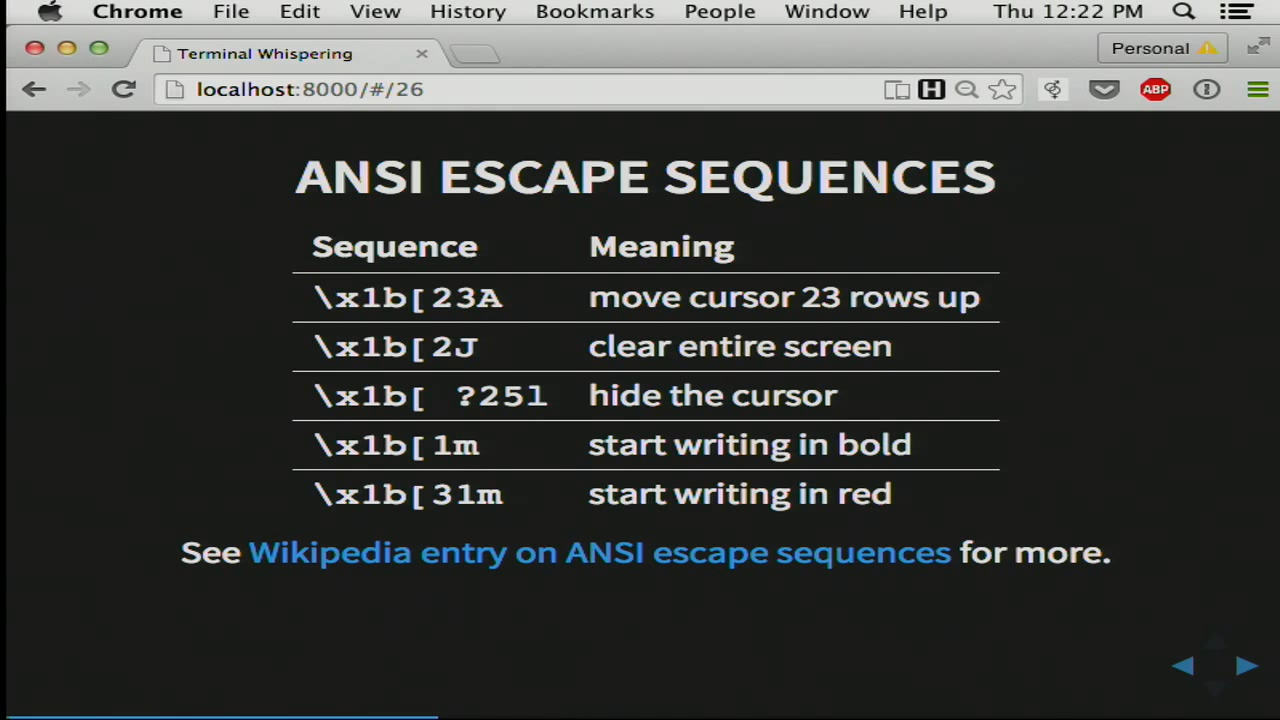 Chrome File Edit View History Bookmarks People Window Help Thu 12:22 PM
Terminal Whispering × Personal
localhost:8000/#/26 H ABP
ANSI ESCAPE SEQUENCES
Sequence Meaning
\x1b[23A move cursor 23 rows up
\x1b[2J clear entire screen
\x1b[ ?25l hide the cursor
\x1b[1m start writing in bold
\x1b[31m start writing in red
See Wikipedia entry on ANSI escape sequences for more.